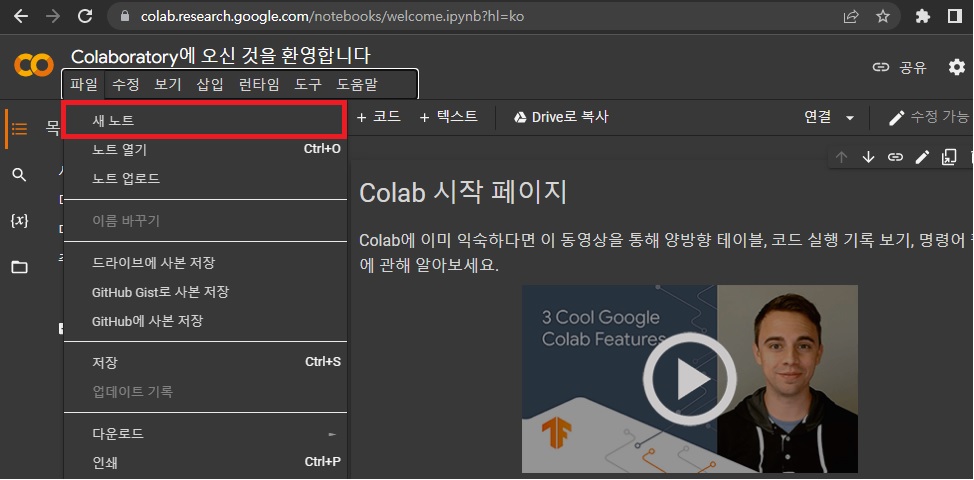 colab.research.google.com/notebooks/welcome.ipynb?hl=ko
Colaboratory에 오신 것을 환영합니다
파일 수정 보기 삽입 런타임 도구 도움말
공유
새 노트
노트 열기 Ctrl+O
노트 업로드
이름 바꾸기
드라이브에 사본 저장
GitHub Gist로 사본 저장
GitHub에 사본 저장
저장 Ctrl+S
업데이트 기록
다운로드 ►
인쇄 Ctrl+P
목
{x}
+ 코드 + 텍스트 Drive로 복사 연결 수정 가능
Colab 시작 페이지
Colab에 이미 익숙하다면 이 동영상을 통해 양방향 테이블, 코드 실행 기록 보기, 명령어
에 관해 알아보세요.
3 Cool Google
Colab Features